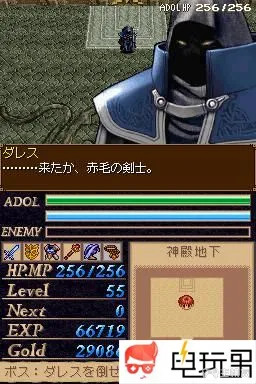 ADOL HP 256/256
ダレス
………来たか、赤毛の剣士。
ADOL
ENEMY
HP.MP 256/256
Level 55
Next 0
EXP 66719
Gold 29086
神殿地下
ボス：ダレスを倒せ
电玩男